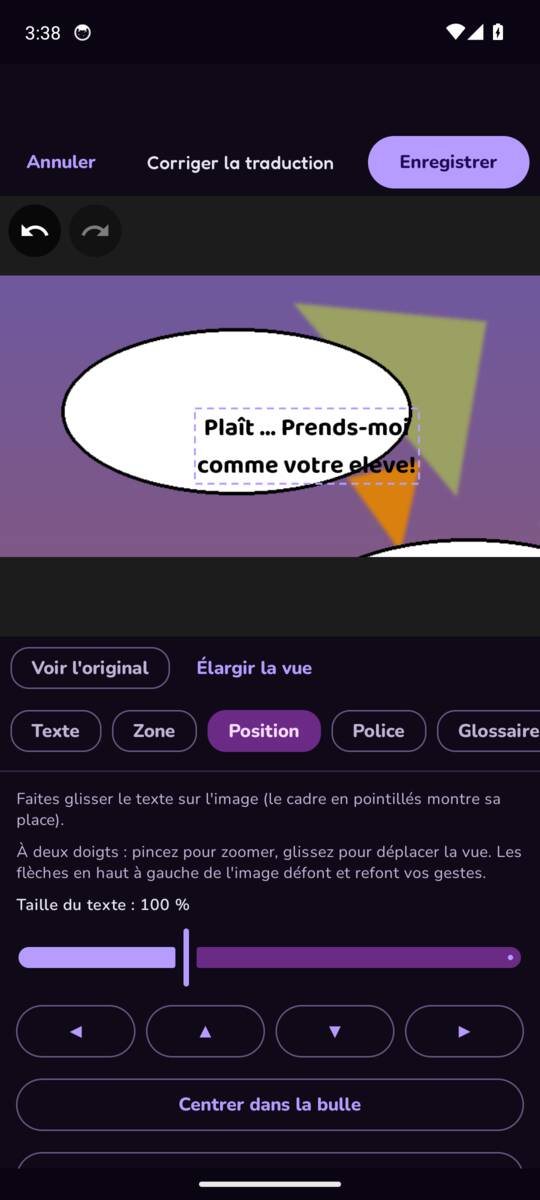 3:38
Annuler
Corriger la traduction
Enregistrer
Plaît ... Prends-moi
comme votre élève!
Voir l'original
Élargir la vue
Texte
Zone
Position
Police
Glossaire
Faites glisser le texte sur l'image (le cadre en pointillés montre sa
place).
À deux doigts : pincez pour zoomer, glissez pour déplacer la vue. Les
flèches en haut à gauche de l'image défont et refont vos gestes.
Taille du texte : 100 %
Centrer dans la bulle